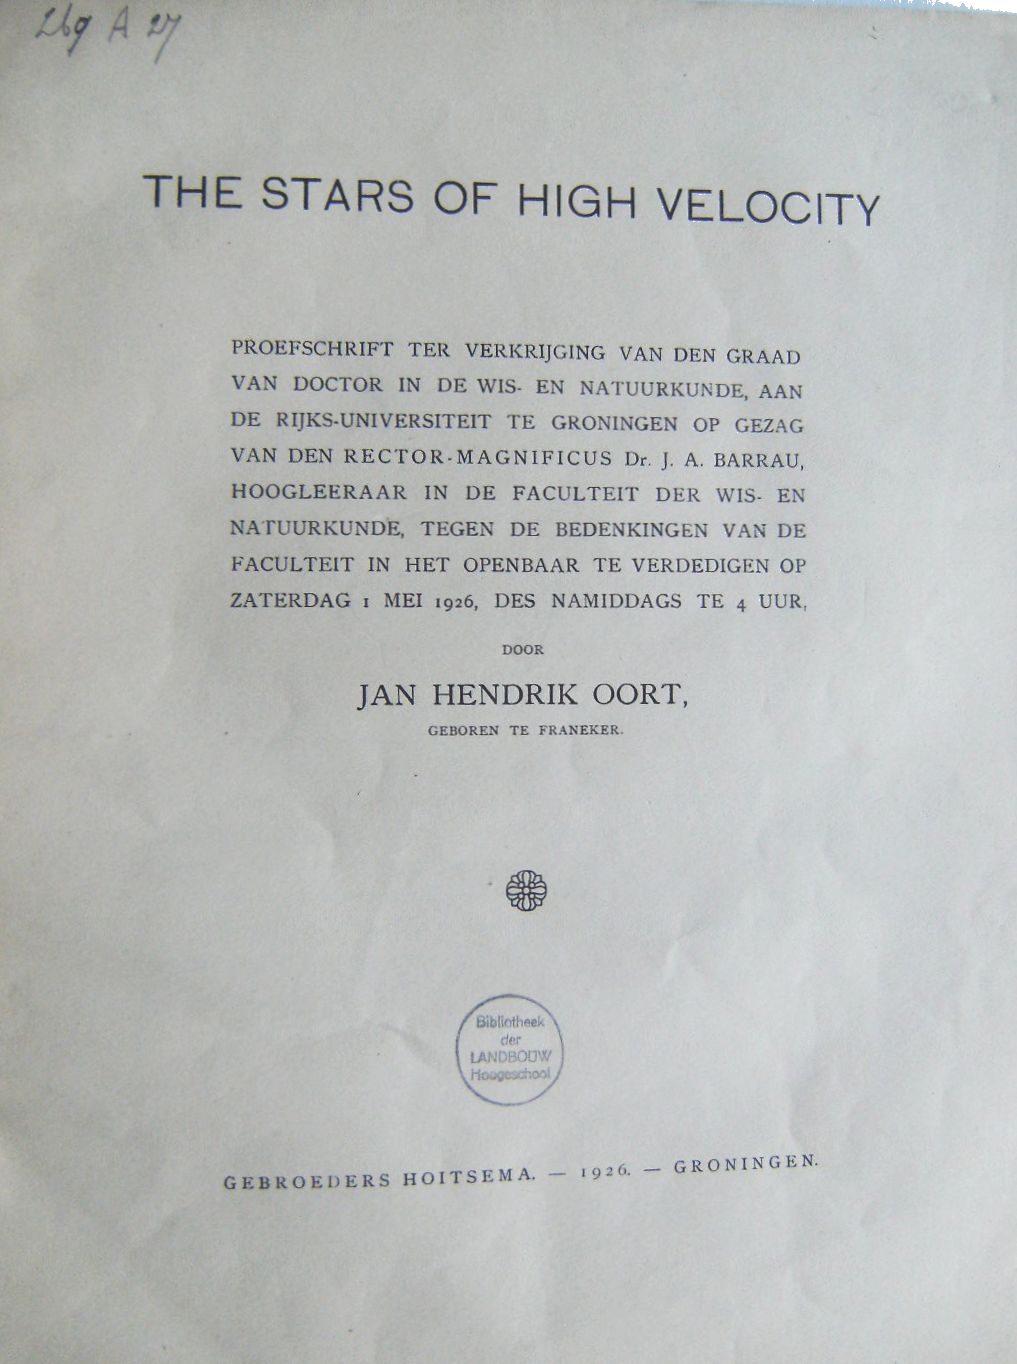 269 A 27
THE STARS OF HIGH VELOCITY
PROEFSCHRIFT TER VERKRIJGING VAN DEN GRAAD
VAN DOCTOR IN DE WIS- EN NATUURKUNDE, AAN
DE RIJKS-UNIVERSITEIT TE GRONINGEN OP GEZAG
VAN DEN RECTOR-MAGNIFICUS Dr. J. A. BARRAU,
HOOGLEERAAR IN DE FACULTEIT DER WIS- EN
NATUURKUNDE, TEGEN DE BEDENKINGEN VAN DE
FACULTEIT IN HET OPENBAAR TE VERDEDIGEN OP
ZATERDAG 1 MEI 1926, DES NAMIDDAGS TE 4 UUR,
DOOR
JAN HENDRIK OORT,
GEBOREN TE FRANEKER.
Bibliotheek
der
LANDBOUW
Hoogeschool
GEBROEDERS HOITSEMA. — 1926. — GRONINGEN.